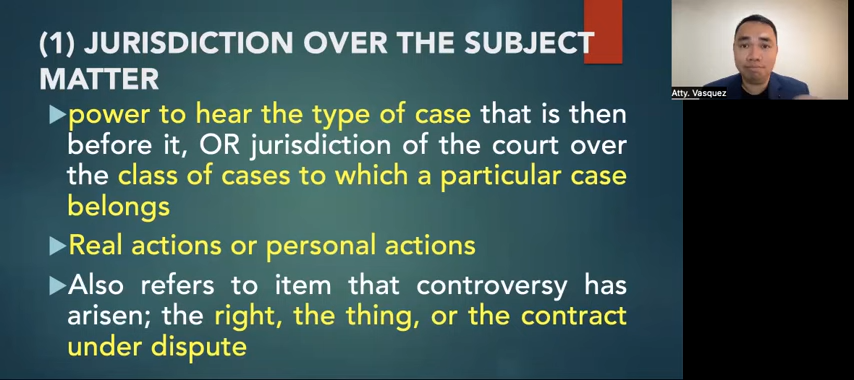 (1) JURISDICTION OVER THE SUBJECT
MATTER
power to hear the type of case that is then
before it, OR jurisdiction of the court over
the class of cases to which a particular case
belongs
Real actions or personal actions
Also refers to item that controversy has
arisen; the right, the thing, or the contract
under dispute
Atty. Vasquez